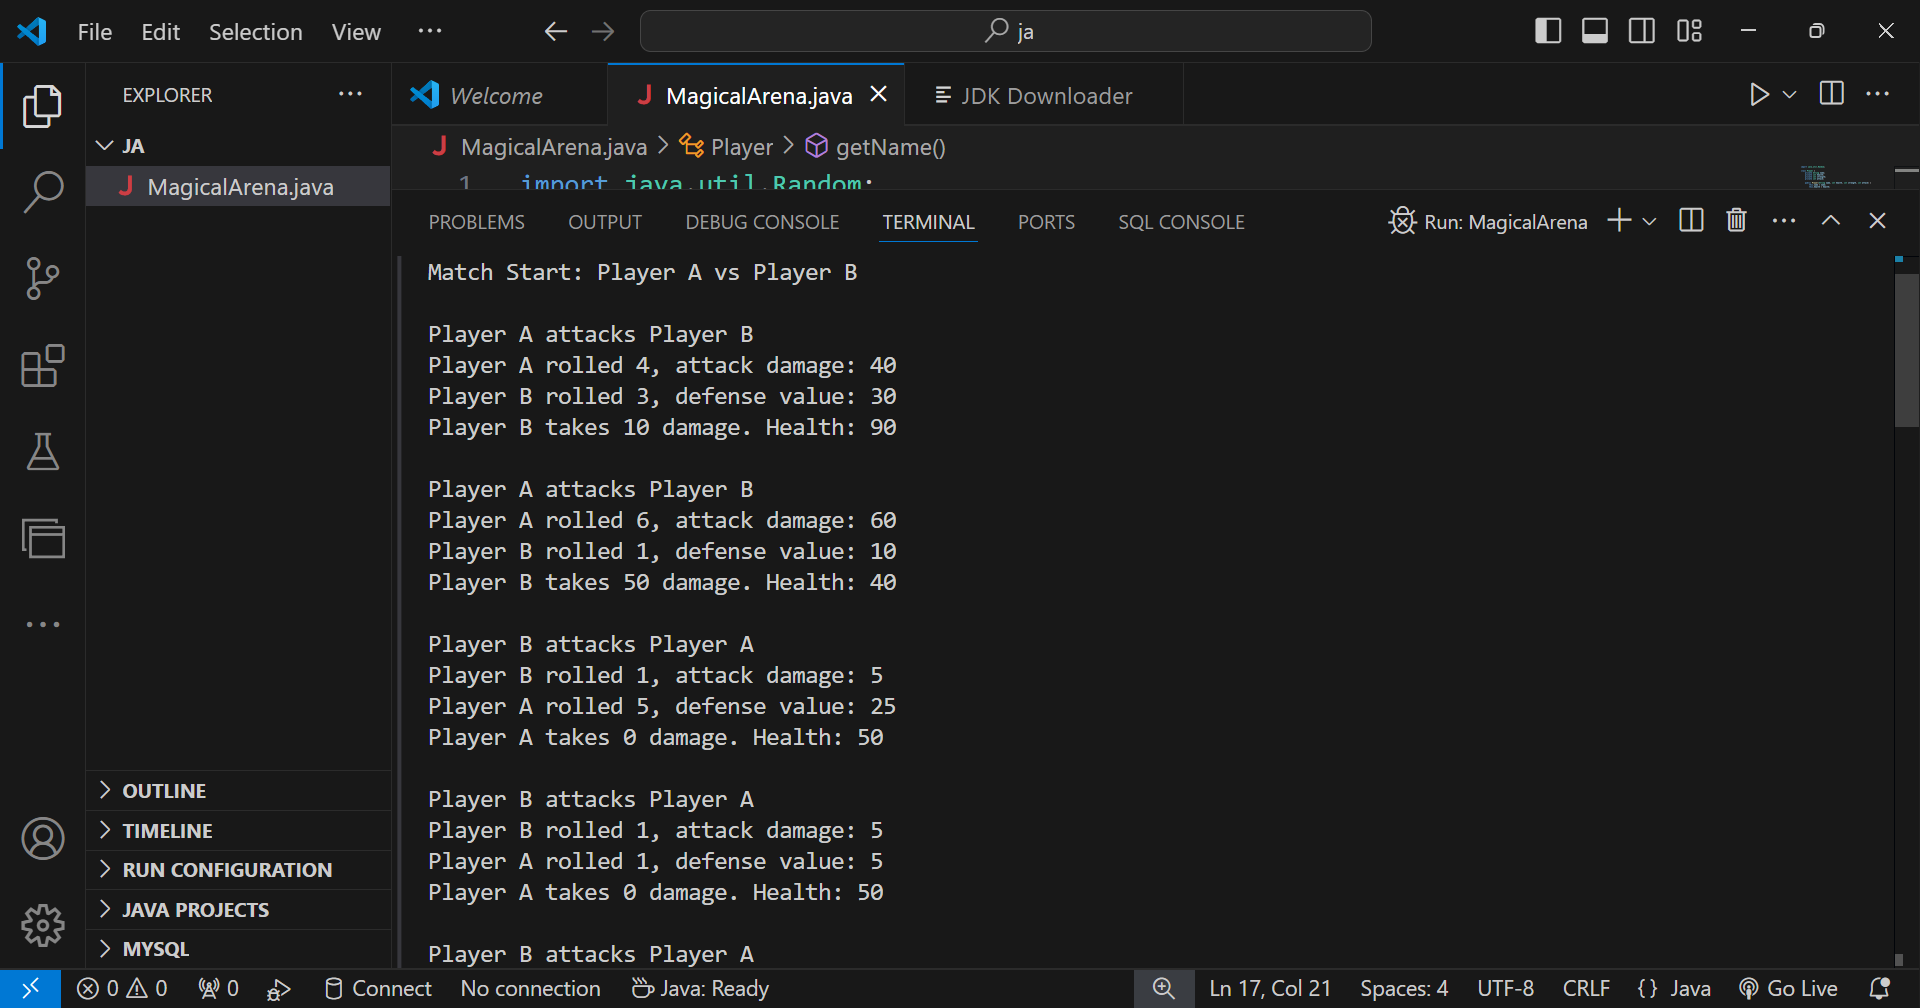 File Edit Selection View ··· ja
EXPLORER ···
JA
MagicalArena.java
OUTLINE
TIMELINE
RUN CONFIGURATION
JAVA PROJECTS
MYSQL
Welcome MagicalArena.java JDK Downloader
MagicalArena.java > Player > getName()
1 import java.util.Random;
PROBLEMS OUTPUT DEBUG CONSOLE TERMINAL PORTS SQL CONSOLE Run: MagicalArena
Match Start: Player A vs Player B
Player A attacks Player B
Player A rolled 4, attack damage: 40
Player B rolled 3, defense value: 30
Player B takes 10 damage. Health: 90
Player A attacks Player B
Player A rolled 6, attack damage: 60
Player B rolled 1, defense value: 10
Player B takes 50 damage. Health: 40
Player B attacks Player A
Player B rolled 1, attack damage: 5
Player A rolled 5, defense value: 25
Player A takes 0 damage. Health: 50
Player B attacks Player A
Player B rolled 1, attack damage: 5
Player A rolled 1, defense value: 5
Player A takes 0 damage. Health: 50
Player B attacks Player A
0 0 0 Connect No connection Java: Ready Ln 17, Col 21 Spaces: 4 UTF-8 CRLF {} Java Go Live